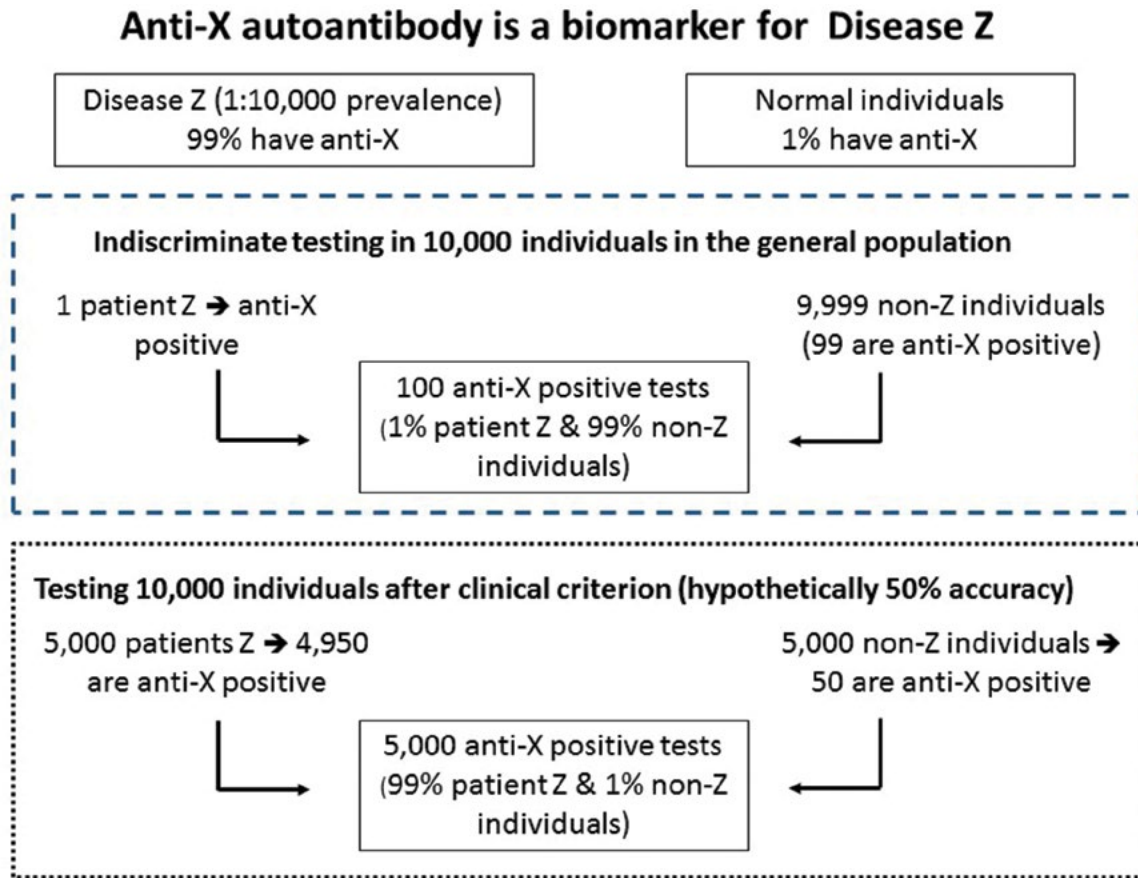 Anti-X autoantibody is a biomarker for Disease Z
Disease Z (1:10,000 prevalence)
99% have anti-X
Normal individuals
1% have anti-X
Indiscriminate testing in 10,000 individuals in the general population
1 patient Z ➔ anti-X
positive
9,999 non-Z individuals
(99 are anti-X positive)
100 anti-X positive tests
(1% patient Z & 99% non-Z
individuals)
Testing 10,000 individuals after clinical criterion (hypothetically 50% accuracy)
5,000 patients Z ➔ 4,950
are anti-X positive
5,000 non-Z individuals ➔
50 are anti-X positive
5,000 anti-X positive tests
(99% patient Z & 1% non-Z
individuals)